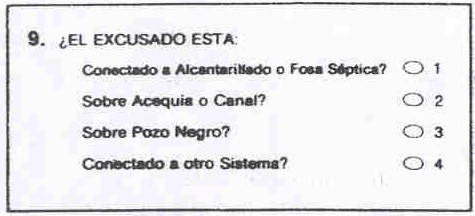 9. ¿EL EXCUSADO ESTA:
Conectado a Alcantarillado o Fosa Séptica? 1
Sobre Acequia o Canal? 2
Sobre Pozo Negro? 3
Conectado a otro Sistema? 4